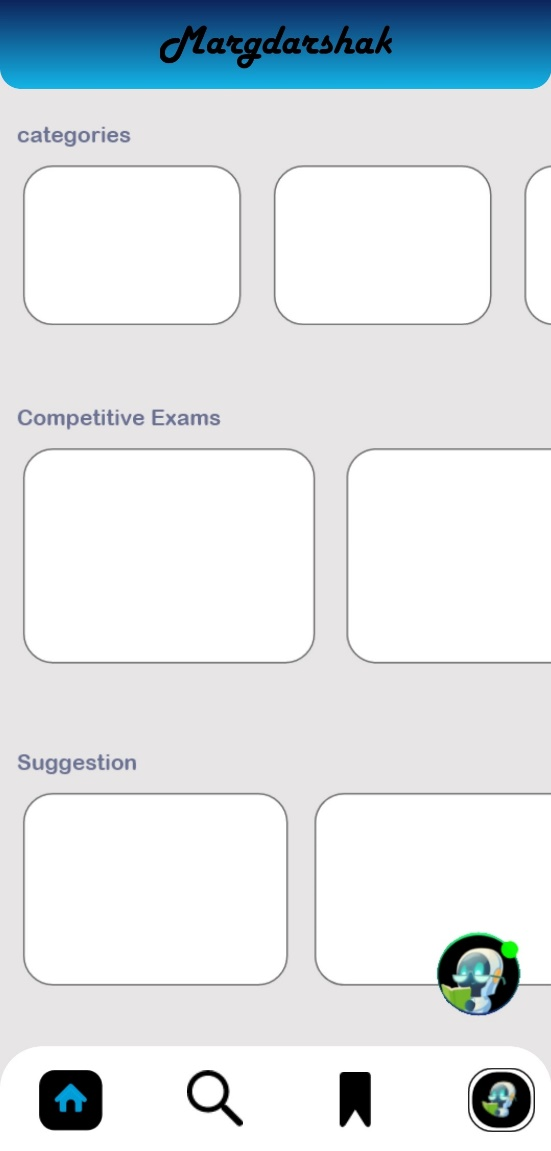 Margdarshak
categories
Competitive Exams
Suggestion